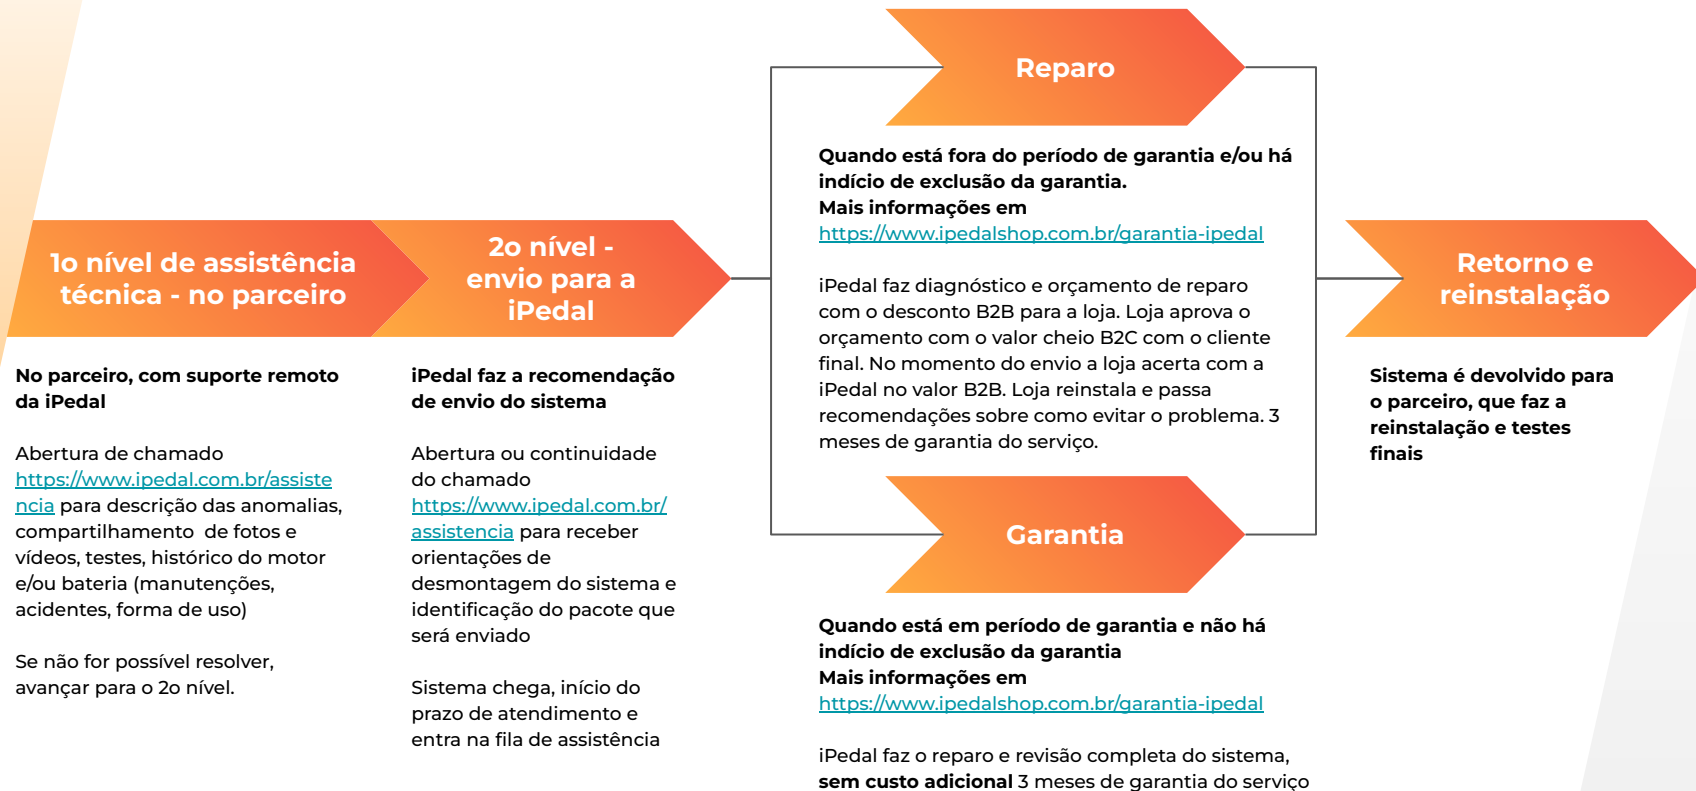 1o nível de assistência
técnica - no parceiro
No parceiro, com suporte remoto
da iPedal
Abertura de chamado
https://www.ipedal.com.br/assiste
ncia para descrição das anomalias,
compartilhamento  de fotos e
vídeos, testes, histórico do motor
e/ou bateria (manutenções,
acidentes, forma de uso)
Se não for possível resolver,
avançar para o 2o nível.
2o nível -
envio para a
iPedal
iPedal faz a recomendação
de envio do sistema
Abertura ou continuidade
do chamado
https://www.ipedal.com.br/
assistencia para receber
orientações de
desmontagem do sistema e
identificação do pacote que
será enviado
Sistema chega, início do
prazo de atendimento e
entra na fila de assistência
Reparo
Quando está fora do período de garantia e/ou há
indício de exclusão da garantia.
Mais informações em
https://www.ipedalshop.com.br/garantia-ipedal
iPedal faz diagnóstico e orçamento de reparo
com o desconto B2B para a loja. Loja aprova o
orçamento com o valor cheio B2C com o cliente
final. No momento do envio a loja acerta com a
iPedal no valor B2B. Loja reinstala e passa
recomendações sobre como evitar o problema. 3
meses de garantia do serviço.
Garantia
Quando está em período de garantia e não há
indício de exclusão da garantia
Mais informações em
https://www.ipedalshop.com.br/garantia-ipedal
iPedal faz o reparo e revisão completa do sistema,
sem custo adicional 3 meses de garantia do serviço
Retorno e
reinstalação
Sistema é devolvido para
o parceiro, que faz a
reinstalação e testes
finais